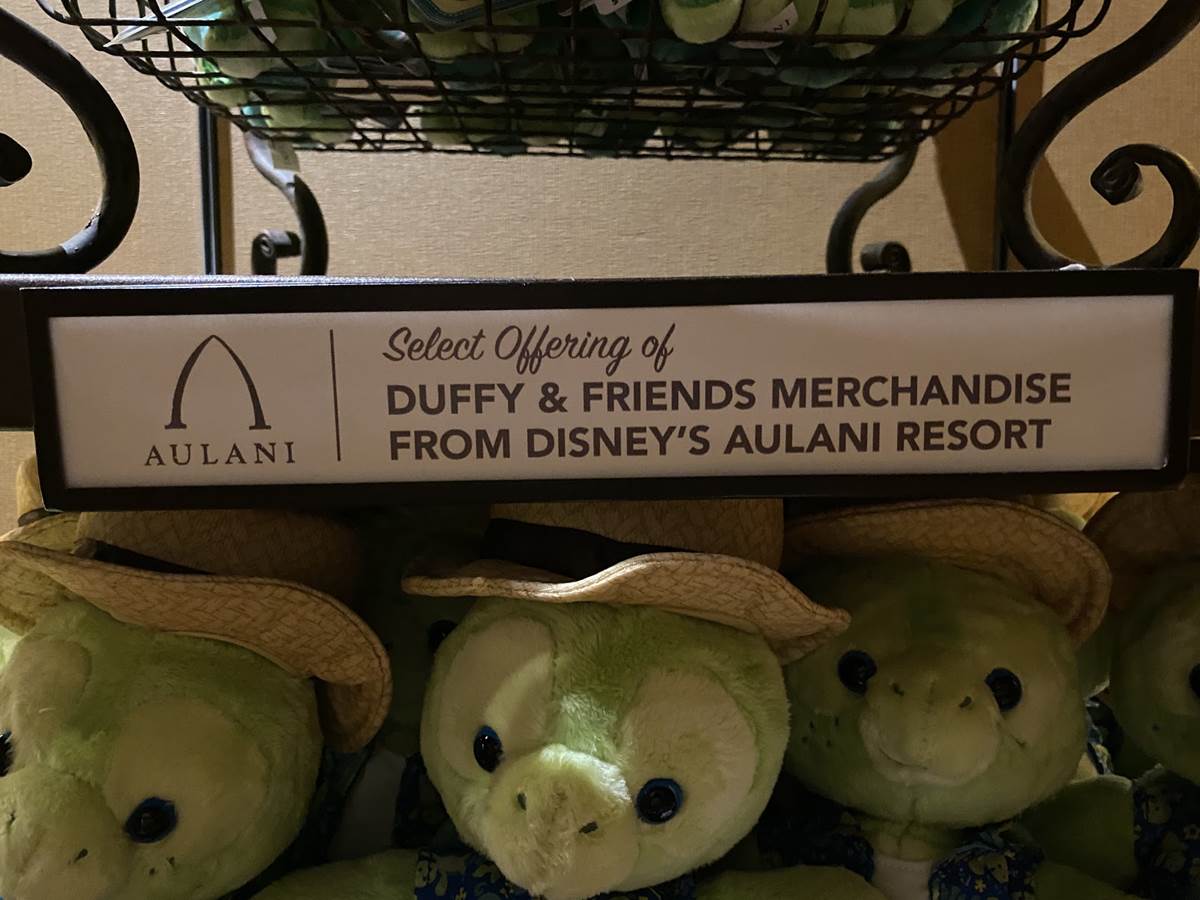 AULANI
Select Offering of
DUFFY & FRIENDS MERCHANDISE
FROM DISNEY'S AULANI RESORT